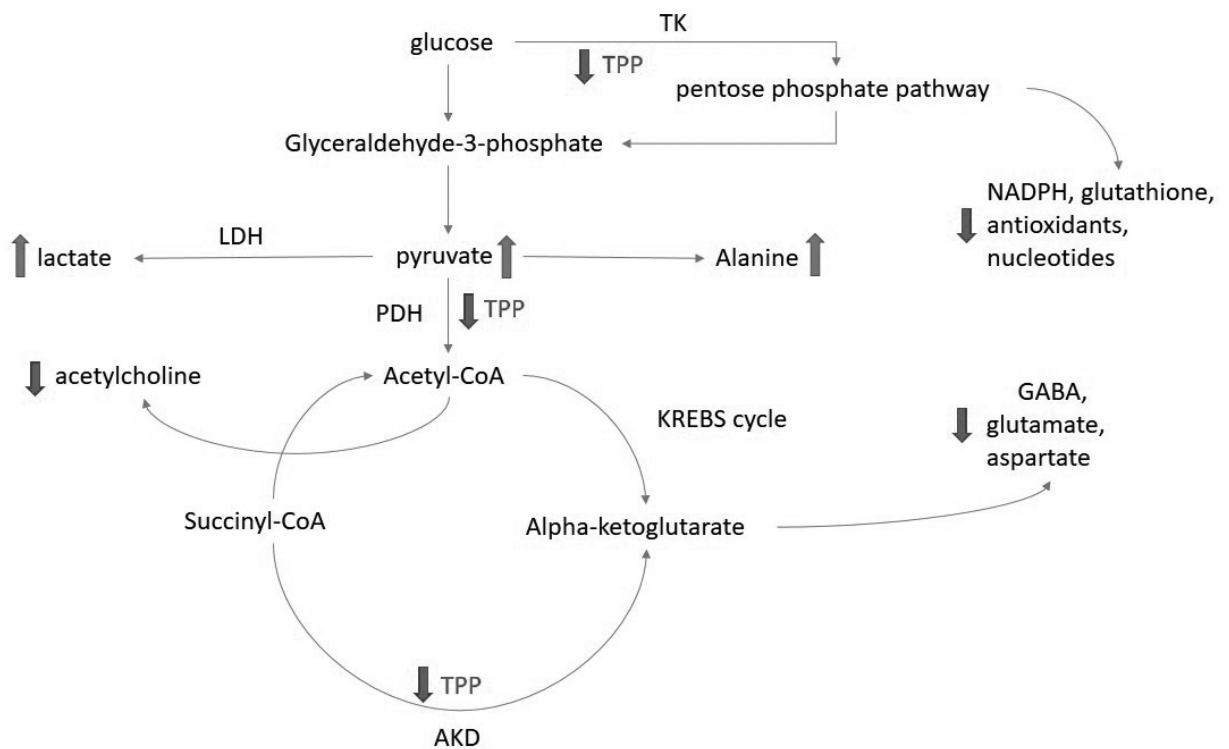 TK
glucose
TPP
pentose phosphate pathway
Glyceraldehyde-3-phosphate
NADPH, glutathione,
antioxidants,
nucleotides
LDH
lactate
pyruvate
Alanine
PDH
TPP
acetylcholine
Acetyl-CoA
KREBS cycle
GABA,
glutamate,
aspartate
Succinyl-CoA
Alpha-ketoglutarate
TPP
AKD